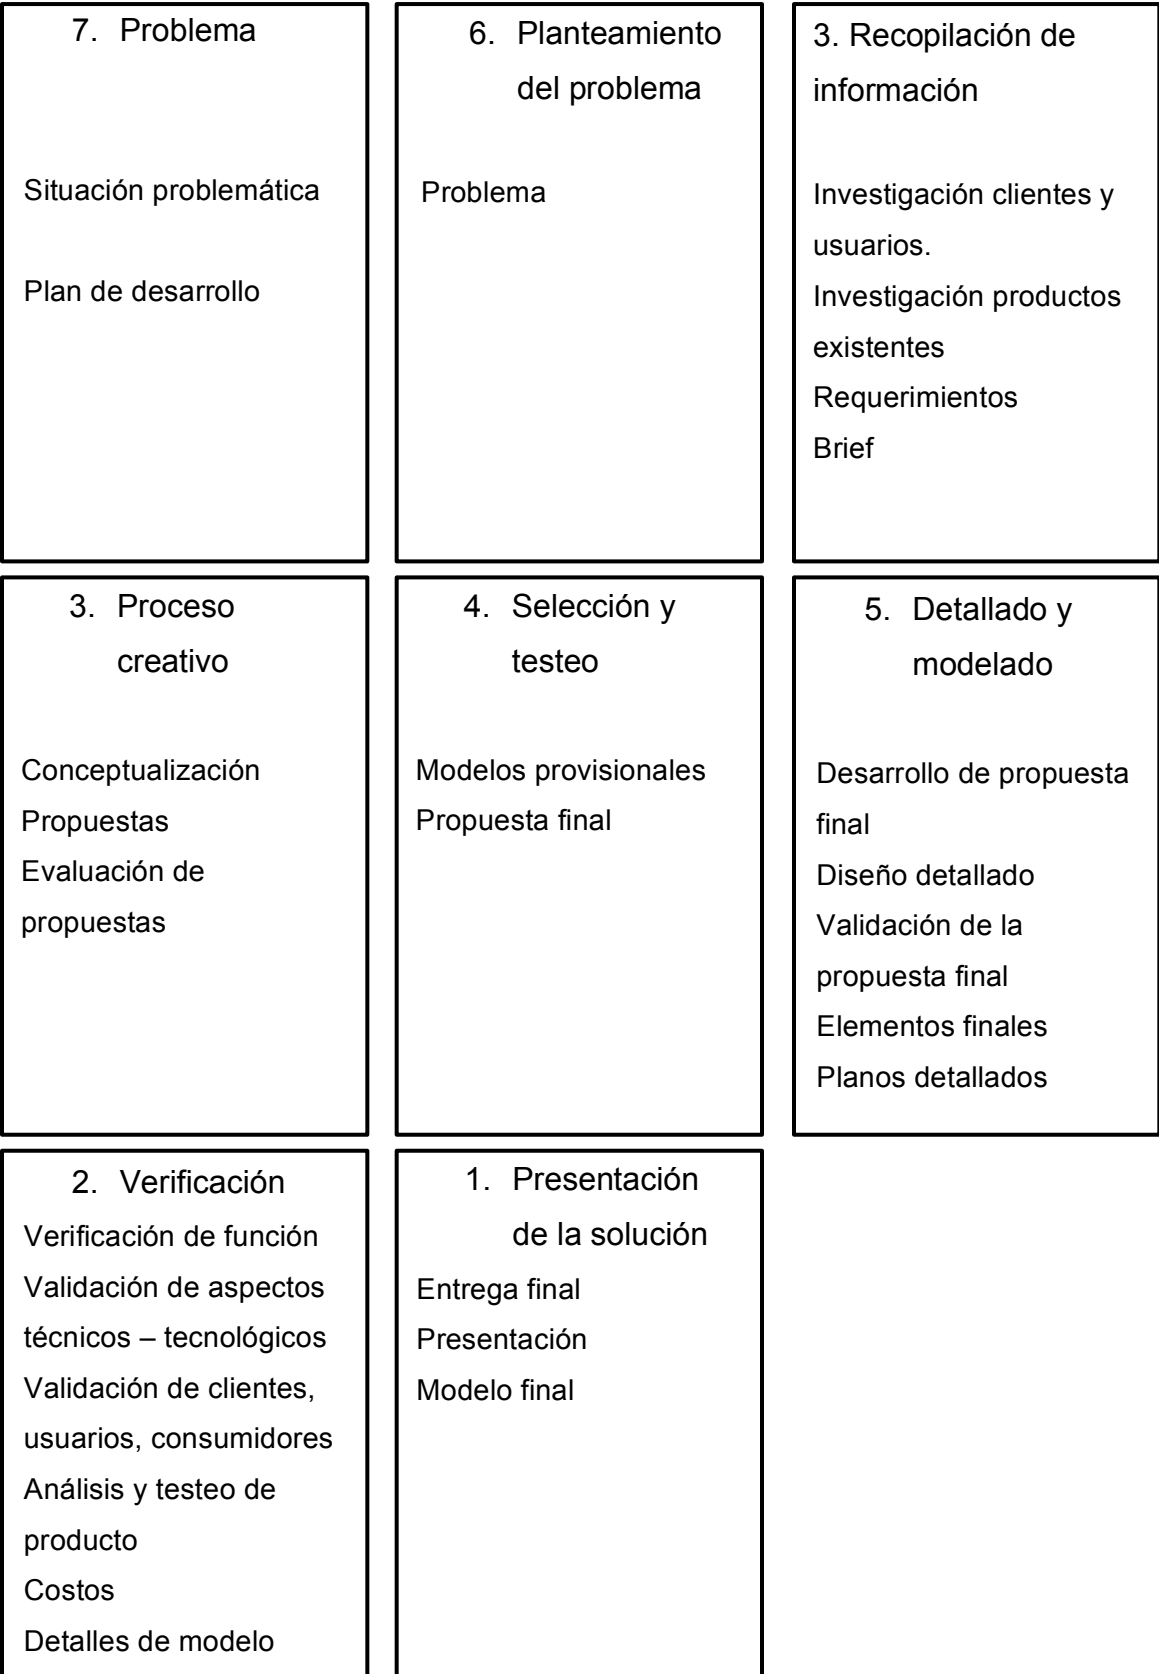 7. Problema
Situación problemática
Plan de desarrollo
6. Planteamiento
del problema
Problema
3. Recopilación de
información
Investigación clientes y
usuarios.
Investigación productos
existentes
Requerimientos
Brief
3. Proceso
creativo
Conceptualización
Propuestas
Evaluación de
propuestas
4. Selección y
testeo
Modelos provisionales
Propuesta final
5. Detallado y
modelado
Desarrollo de propuesta
final
Diseño detallado
Validación de la
propuesta final
Elementos finales
Planos detallados
2. Verificación
Verificación de función
Validación de aspectos
técnicos – tecnológicos
Validación de clientes,
usuarios, consumidores
Análisis y testeo de
producto
Costos
Detalles de modelo
1. Presentación
de la solución
Entrega final
Presentación
Modelo final